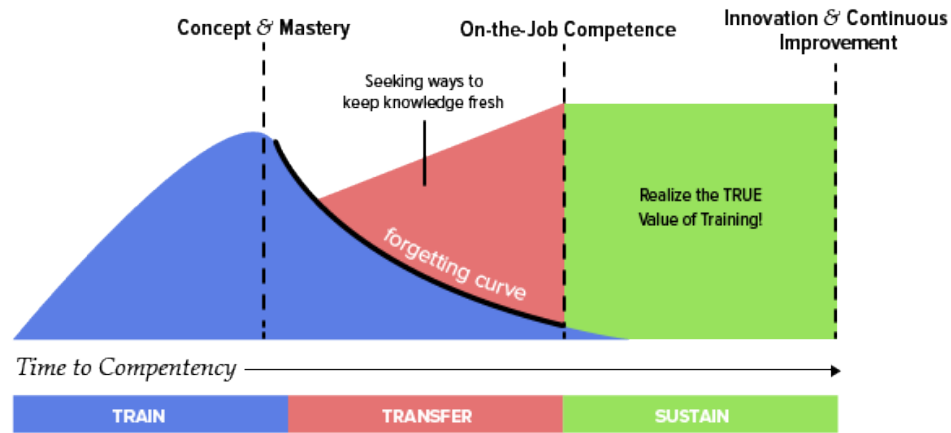 Concept & Mastery
On-the-Job Competence
Innovation & Continuous
Improvement
Seeking ways to
keep knowledge fresh
forgetting curve
Realize the TRUE
Value of Training!
Time to Compentency
TRAIN
TRANSFER
SUSTAIN